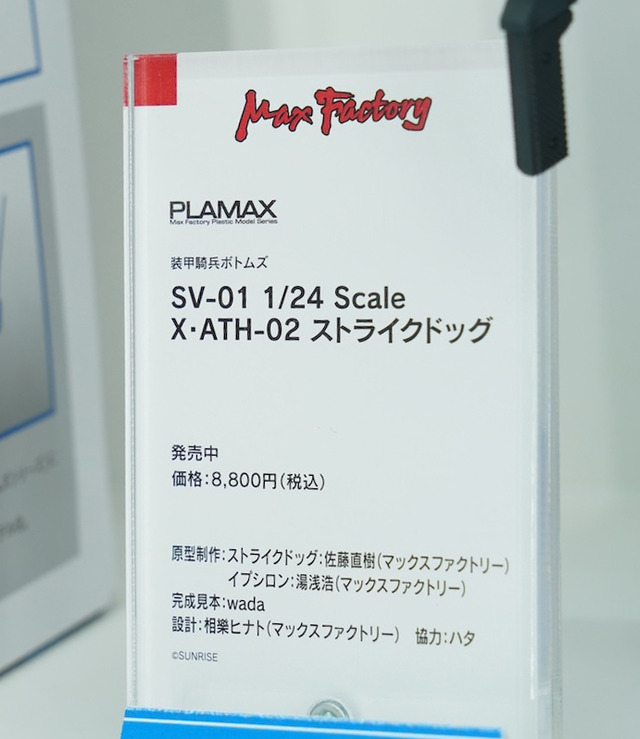 Max Factory
PLAMAX
Max Factory Plastic Model Series
装甲騎兵ボトムズ
SV-01 1/24 Scale
X・ATH-02 ストライクドッグ
発売中
価格：8,800円（税込）
原型制作：ストライクドッグ：佐藤直樹（マックスファクトリー）
イプシロン：湯浅浩（マックスファクトリー）
完成見本：wada
設計：相樂ヒナト（マックスファクトリー） 協力：ハタ
©SUNRISE